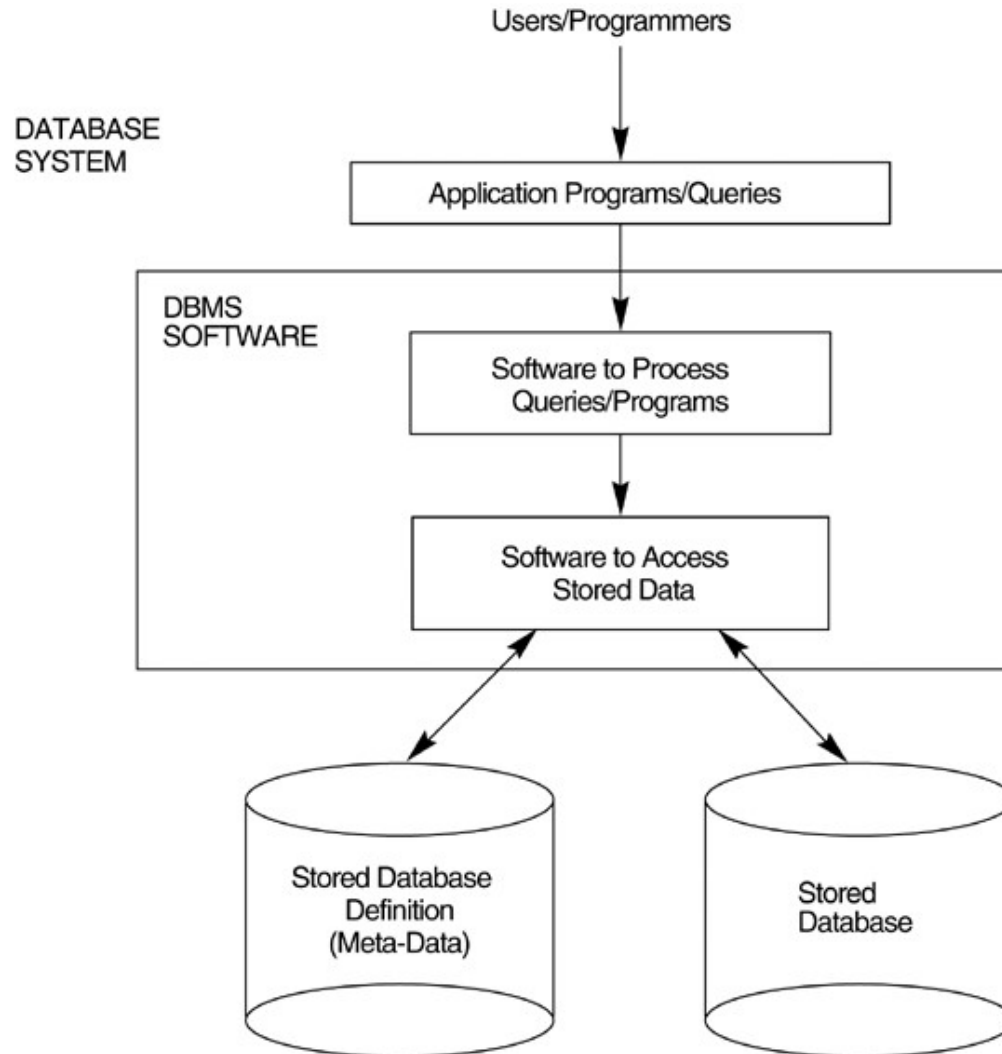 Users/Programmers
DATABASE
SYSTEM
Application Programs/Queries
DBMS
SOFTWARE
Software to Process
Queries/Programs
Software to Access
Stored Data
Stored Database
Definition
(Meta-Data)
Stored
Database